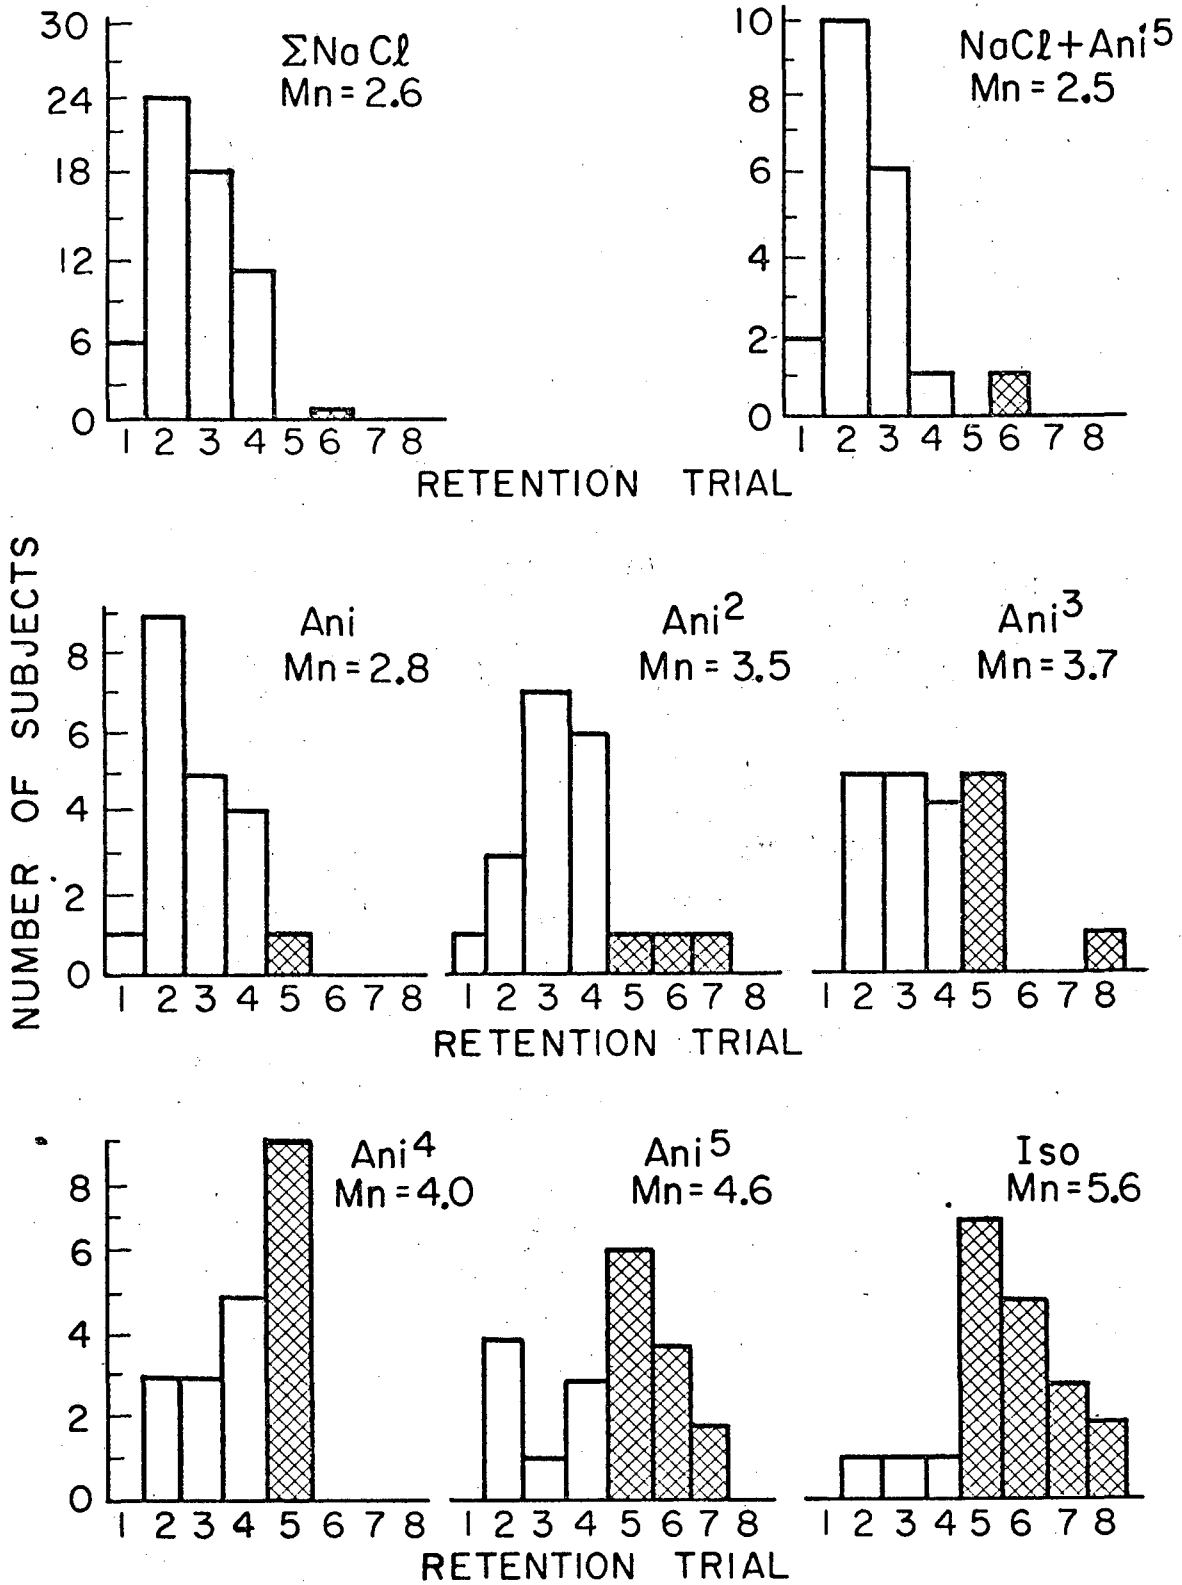 ΣNaCl
Mn = 2.6
30
24
18
12
6
0
1 2 3 4 5 6 7 8
NaCl+Ani5
Mn = 2.5
10
8
6
4
2
0
1 2 3 4 5 6 7 8
RETENTION TRIAL
NUMBER OF SUBJECTS
Ani
Mn = 2.8
8
6
4
2
0
1 2 3 4 5 6 7 8
Ani2
Mn = 3.5
1 2 3 4 5 6 7 8
Ani3
Mn = 3.7
1 2 3 4 5 6 7 8
RETENTION TRIAL
Ani4
Mn = 4.0
8
6
4
2
0
1 2 3 4 5 6 7 8
Ani5
Mn = 4.6
1 2 3 4 5 6 7 8
Iso
Mn = 5.6
1 2 3 4 5 6 7 8
RETENTION TRIAL